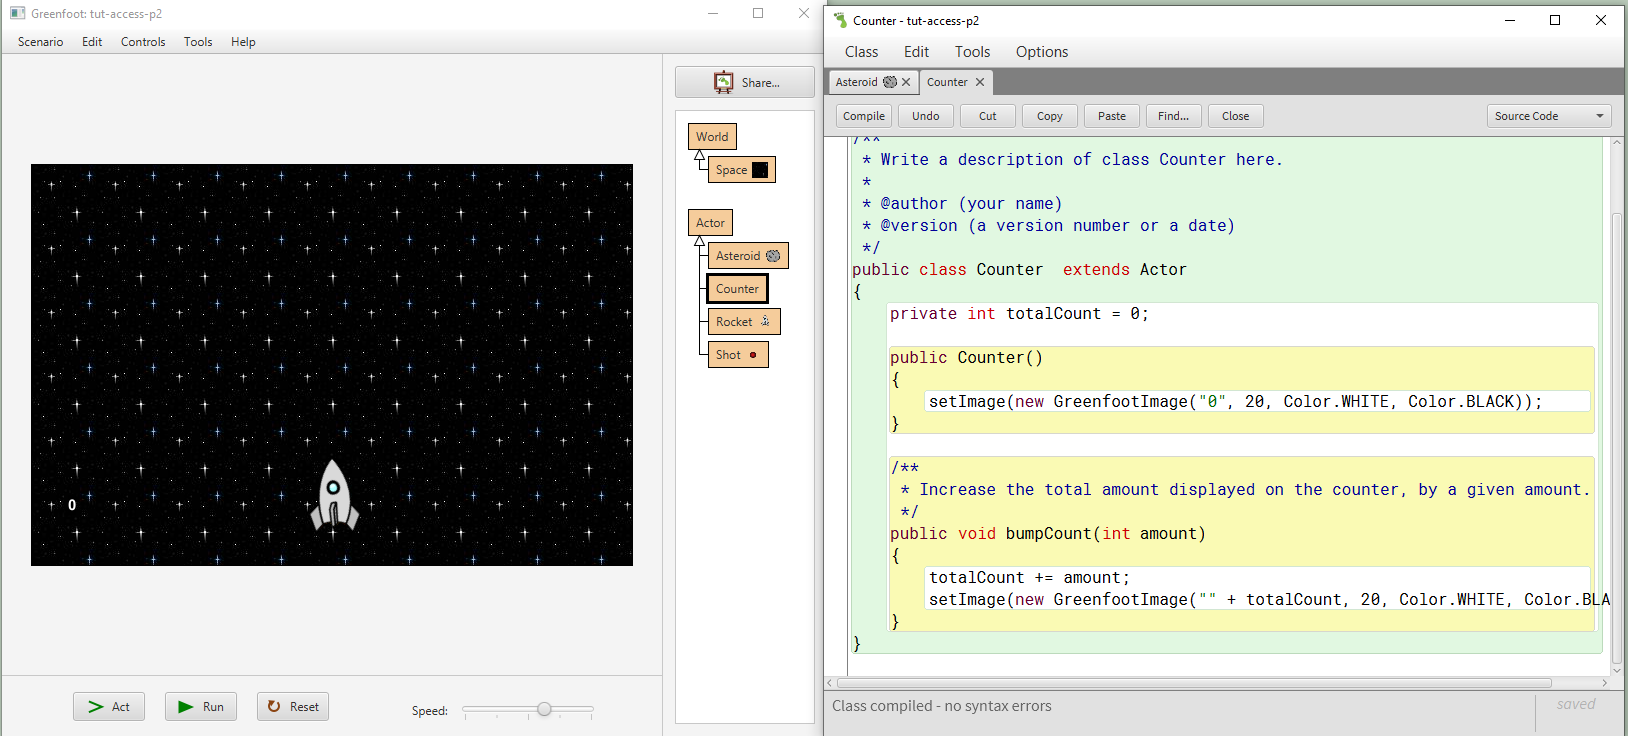 Greenfoot: tut-access-p2
Scenario Edit Controls Tools Help
Share...
World
Space
Actor
Asteroid
Counter
Rocket
Shot
0
Act Run Reset Speed:
Counter - tut-access-p2
Class Edit Tools Options
Asteroid Counter
Compile Undo Cut Copy Paste Find... Close Source Code
/**
* Write a description of class Counter here.
*
* @author (your name)
* @version (a version number or a date)
*/
public class Counter  extends Actor
{
private int totalCount = 0;
public Counter()
{
setImage(new GreenfootImage("0", 20, Color.WHITE, Color.BLACK));
}
/**
* Increase the total amount displayed on the counter, by a given amount.
*/
public void bumpCount(int amount)
{
totalCount += amount;
setImage(new GreenfootImage("" + totalCount, 20, Color.WHITE, Color.BLA
}
}
Class compiled - no syntax errors
saved